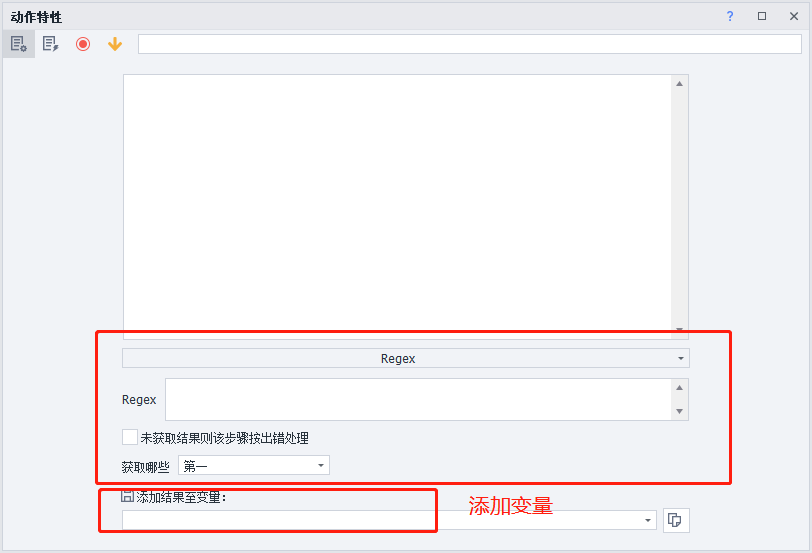 动作特性
?
Regex
Regex
未获取结果则该步骤按出错处理
获取哪些 第一
添加结果至变量:
添加变量